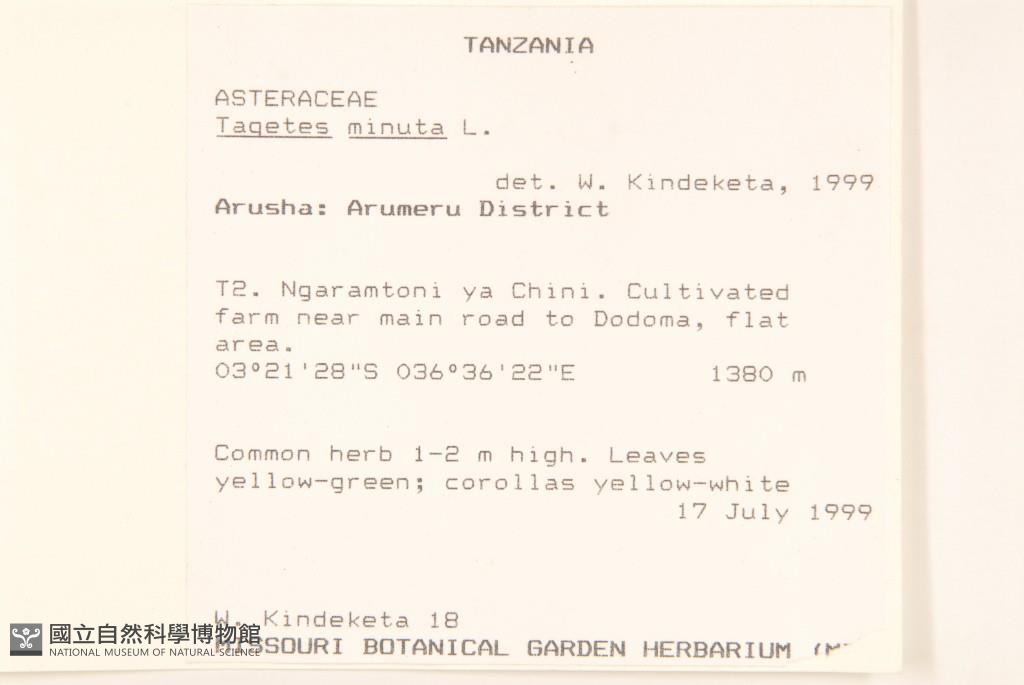 TANZANIA
ASTERACEAE
Tagetes minuta L.
det. W. Kindeketa, 1999
Arusha: Arumeru District
T2. Ngaramtoni ya Chini. Cultivated
farm near main road to Dodoma, flat
area.
03°21'28"S 036°36'22"E 1380 m
Common herb 1-2 m high. Leaves
yellow-green; corollas yellow-white
17 July 1999
W. Kindeketa 18
MISSOURI BOTANICAL GARDEN HERBARIUM
國立自然科學博物館
NATIONAL MUSEUM OF NATURAL SCIENCE